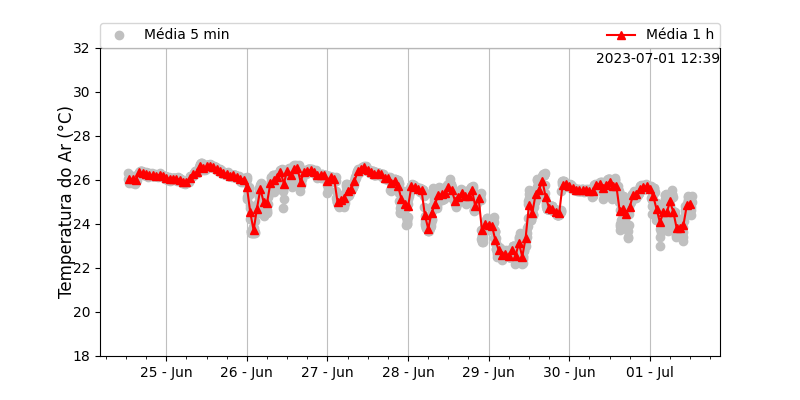 Média 5 min
Média 1 h
2023-07-01 12:39
Temperatura do Ar (°C)
32
30
28
26
24
22
20
18
25 - Jun
26 - Jun
27 - Jun
28 - Jun
29 - Jun
30 - Jun
01 - Jul